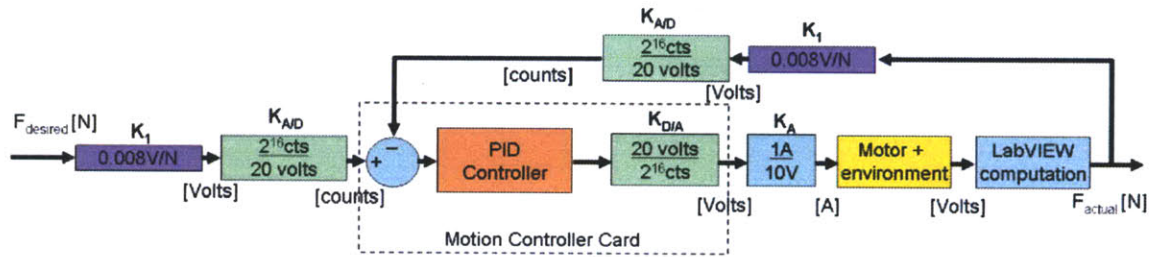 K_A/D
K_1
2^16cts
20 volts
0.008V/N
[counts]
[Volts]
F_desired [N]
K_1
K_A/D
K_D/A
K_A
0.008V/N
2^16cts
20 volts
−
+
PID
Controller
20 volts
2^16cts
1A
10V
Motor +
environment
LabVIEW
computation
[Volts]
[counts]
[Volts]
[A]
[Volts]
F_actual [N]
Motion Controller Card